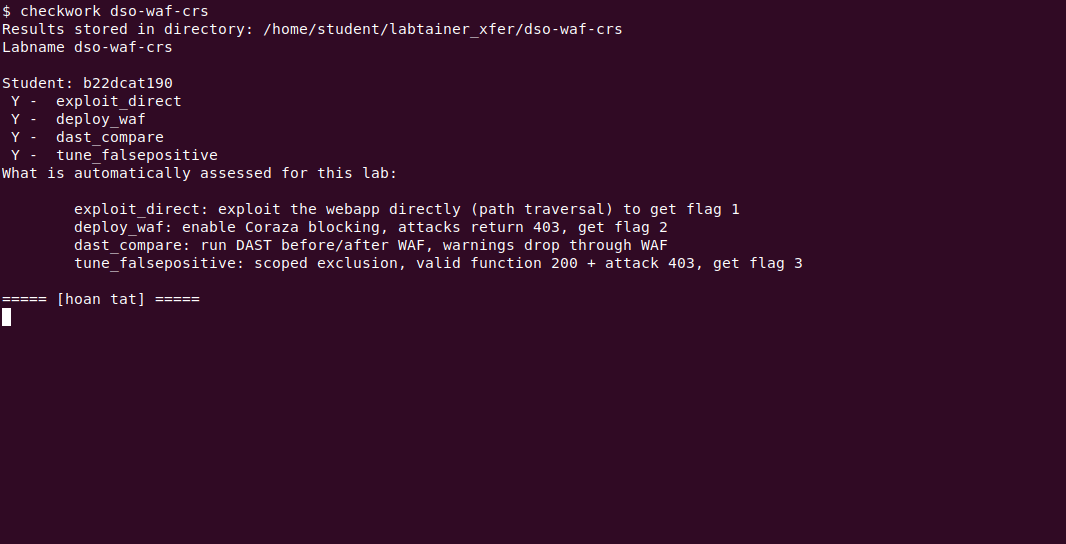 $ checkwork dso-waf-crs
Results stored in directory: /home/student/labtainer_xfer/dso-waf-crs
Labname dso-waf-crs
Student: b22dcat190
Y -  exploit_direct
Y -  deploy_waf
Y -  dast_compare
Y -  tune_falsepositive
What is automatically assessed for this lab:
exploit_direct: exploit the webapp directly (path traversal) to get flag 1
deploy_waf: enable Coraza blocking, attacks return 403, get flag 2
dast_compare: run DAST before/after WAF, warnings drop through WAF
tune_falsepositive: scoped exclusion, valid function 200 + attack 403, get flag 3
===== [hoan tat] =====